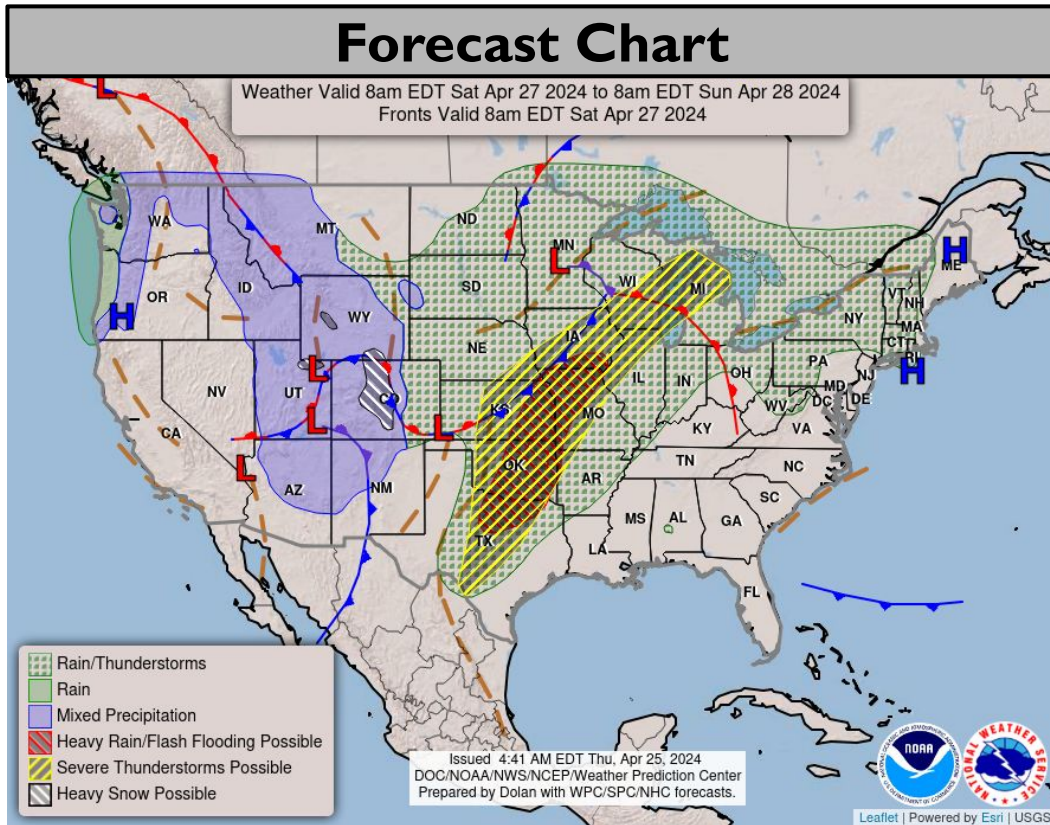 Forecast Chart
Weather Valid 8am EDT Sat Apr 27 2024 to 8am EDT Sun Apr 28 2024
Fronts Valid 8am EDT Sat Apr 27 2024
L
WA
MT
ND
MN
L
H
ME
OR
ID
SD
WI
MI
VT
NH
H
WY
NE
IA
NY
MA
CT
RI
H
NV
UT
L
L
CO
KS
L
MO
IL
IN
OH
PA
NJ
MD
DE
DC
WV
VA
KY
CA
L
AZ
NM
OK
AR
TN
NC
SC
TX
LA
MS
AL
GA
FL
Rain/Thunderstorms
Rain
Mixed Precipitation
Heavy Rain/Flash Flooding Possible
Severe Thunderstorms Possible
Heavy Snow Possible
Issued 4:41 AM EDT Thu, Apr 25, 2024
DOC/NOAA/NWS/NCEP/Weather Prediction Center
Prepared by Dolan with WPC/SPC/NHC forecasts.
NOAA
NATIONAL WEATHER SERVICE
Leaflet | Powered by Esri | USGS